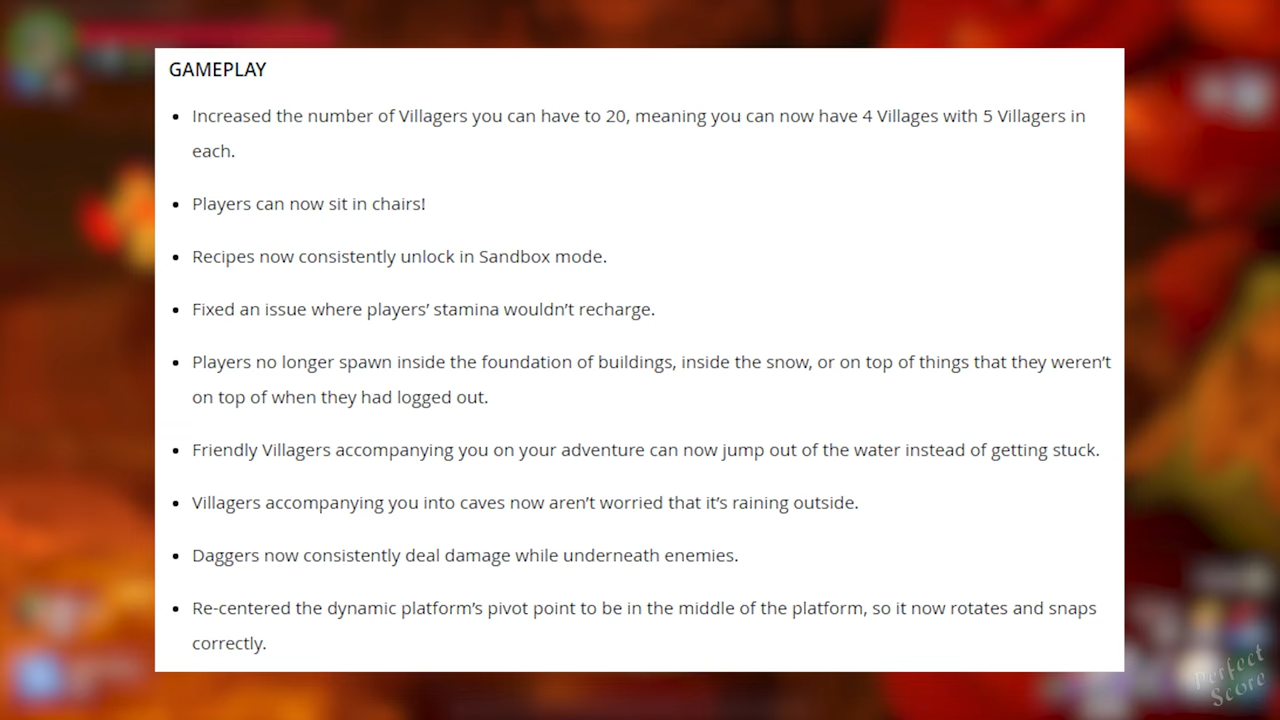 GAMEPLAY
• Increased the number of Villagers you can have to 20, meaning you can now have 4 Villages with 5 Villagers in
each.
• Players can now sit in chairs!
• Recipes now consistently unlock in Sandbox mode.
• Fixed an issue where players’ stamina wouldn’t recharge.
• Players no longer spawn inside the foundation of buildings, inside the snow, or on top of things that they weren’t
on top of when they had logged out.
• Friendly Villagers accompanying you on your adventure can now jump out of the water instead of getting stuck.
• Villagers accompanying you into caves now aren’t worried that it’s raining outside.
• Daggers now consistently deal damage while underneath enemies.
• Re-centered the dynamic platform’s pivot point to be in the middle of the platform, so it now rotates and snaps
correctly.
Perfect
Score